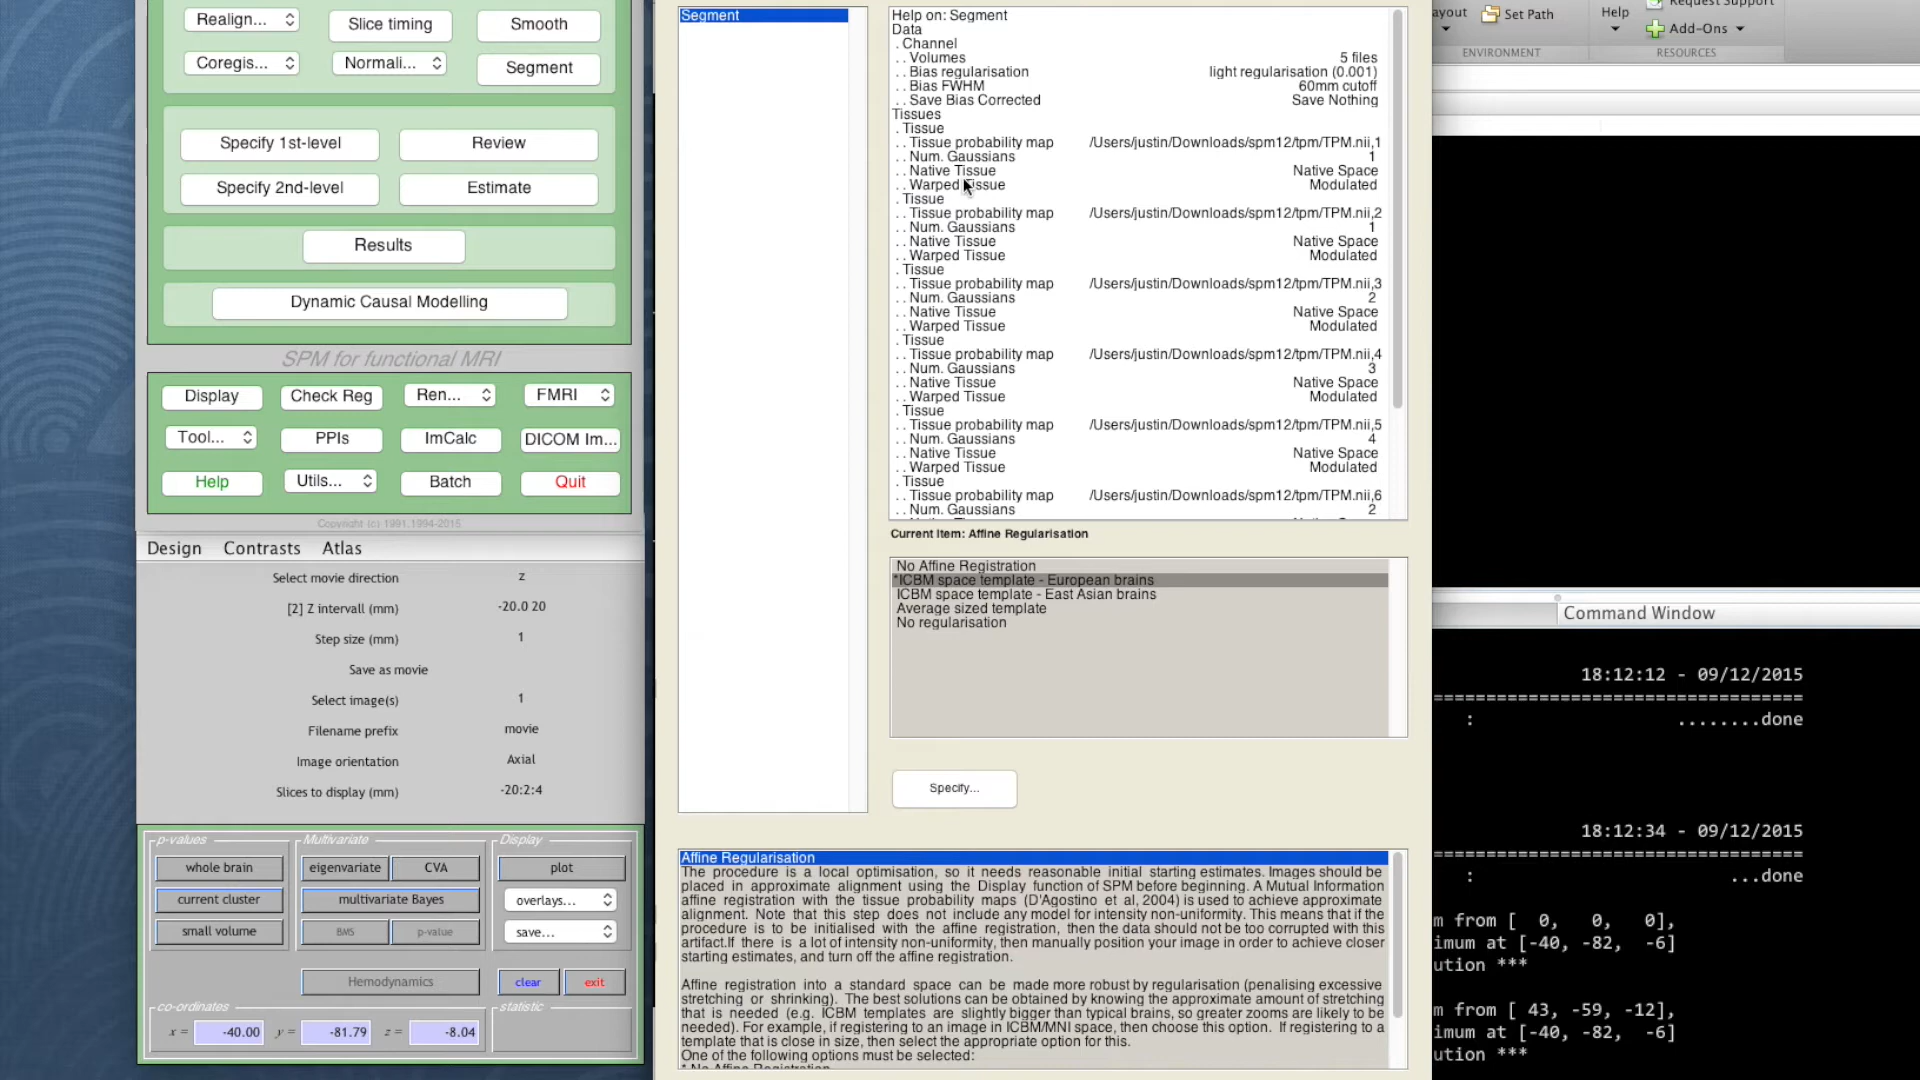 Realign...
Slice timing
Smooth
Coregis...
Normali...
Segment
Specify 1st-level
Review
Specify 2nd-level
Estimate
Results
Dynamic Causal Modelling
SPM for functional MRI
Display
Check Reg
Ren...
FMRI
Tool...
PPIs
ImCalc
DICOM Im...
Help
Utils...
Batch
Quit
Copyright (c) 1991,1994-2015
Design Contrasts Atlas
Select movie direction z
[2] Z intervall (mm) -20.0 20
Step size (mm) 1
Save as movie
Select image(s) 1
Filename prefix movie
Image orientation Axial
Slices to display (mm) -20:2:4
p-values
whole brain
current cluster
small volume
Multivariate
eigenvariate
CVA
multivariate Bayes
BMS
p-value
Hemodynamics
Display
plot
overlays...
save...
clear
exit
co-ordinates
x = -40.00 y = -81.79 z = -8.04
statistic
Segment
Help on: Segment
Data
. Channel
. . Volumes 5 files
. . Bias regularisation light regularisation (0.001)
. . Bias FWHM 60mm cutoff
. . Save Bias Corrected Save Nothing
Tissues
. Tissue
. . Tissue probability map /Users/justin/Downloads/spm12/tpm/TPM.nii,1
. . Num. Gaussians 1
. . Native Tissue Native Space
. . Warped Tissue Modulated
. Tissue
. . Tissue probability map /Users/justin/Downloads/spm12/tpm/TPM.nii,2
. . Num. Gaussians 1
. . Native Tissue Native Space
. . Warped Tissue Modulated
. Tissue
. . Tissue probability map /Users/justin/Downloads/spm12/tpm/TPM.nii,3
. . Num. Gaussians 2
. . Native Tissue Native Space
. . Warped Tissue Modulated
. Tissue
. . Tissue probability map /Users/justin/Downloads/spm12/tpm/TPM.nii,4
. . Num. Gaussians 3
. . Native Tissue Native Space
. . Warped Tissue Modulated
. Tissue
. . Tissue probability map /Users/justin/Downloads/spm12/tpm/TPM.nii,5
. . Num. Gaussians 4
. . Native Tissue Native Space
. . Warped Tissue Modulated
. Tissue
. . Tissue probability map /Users/justin/Downloads/spm12/tpm/TPM.nii,6
. . Num. Gaussians 2
Current Item: Affine Regularisation
No Affine Registration
*ICBM space template - European brains
ICBM space template - East Asian brains
Average sized template
No regularisation
Specify...
Affine Regularisation
The procedure is a local optimisation, so it needs reasonable initial starting estimates. Images should be
placed in approximate alignment using the Display function of SPM before beginning. A Mutual Information
affine registration with the tissue probability maps (D'Agostino et al, 2004) is used to achieve approximate
alignment. Note that this step does not include any model for intensity non-uniformity. This means that if the
procedure is to be initialised with the affine registration, then the data should not be too corrupted with this
artifact.If there is a lot of intensity non-uniformity, then manually position your image in order to achieve closer
starting estimates, and turn off the affine registration.
Affine registration into a standard space can be made more robust by regularisation (penalising excessive
stretching or shrinking). The best solutions can be obtained by knowing the approximate amount of stretching
that is needed (e.g. ICBM templates are slightly bigger than typical brains, so greater zooms are likely to be
needed). For example, if registering to an image in ICBM/MNI space, then choose this option. If registering to a
template that is close in size, then select the appropriate option for this.
One of the following options must be selected:
* No Affine Registration
ayout
Set Path
Help
Request Support
Add-Ons
ENVIRONMENT
RESOURCES
Command Window
18:12:12 - 09/12/2015
=====================================
: ........done
18:12:34 - 09/12/2015
=====================================
: ...done
m from [ 0, 0, 0],
imum at [-40, -82, -6]
ution ***
m from [ 43, -59, -12],
imum at [-40, -82, -6]
ution ***